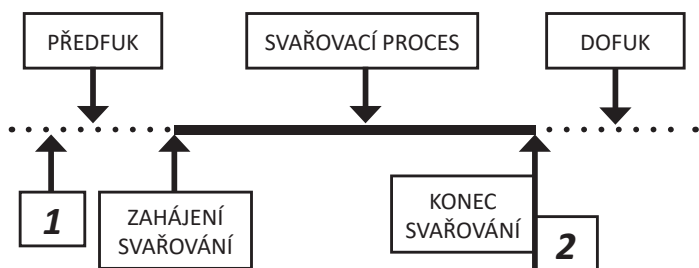 PŘEDFUK
SVAŘOVACÍ PROCES
DOFUK
1
ZAHÁJENÍ
SVAŘOVÁNÍ
KONEC
SVAŘOVÁNÍ
2